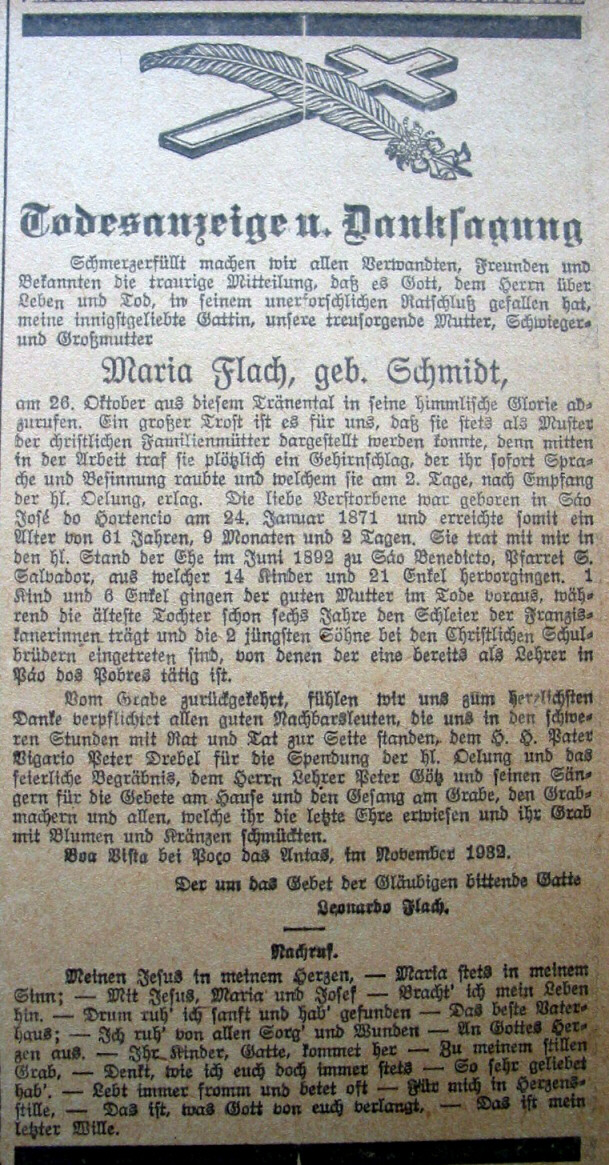 Todesanzeige u. Danksagung
Schmerzerfüllt machen wir allen Verwandten, Freunden und
Bekannten die traurige Mitteilung, daß es Gott, dem Herrn über
Leben und Tod, in seinem unerforschlichen Ratschluß gefallen hat,
meine innigstgeliebte Gattin, unsere treusorgende Mutter, Schwieger-
und Großmutter
Maria Flach, geb. Schmidt,
am 26. Oktober aus diesem Tränental in seine himmlische Glorie ab-
zurufen. Ein großer Trost ist es für uns, daß sie stets als Muster
der christlichen Familienmütter dargestellt werden konnte, denn mitten
in der Arbeit traf sie plötzlich ein Gehirnschlag, der ihr sofort Spra-
che und Besinnung raubte und welchem sie am 2. Tage, nach Empfang
der hl. Oelung, erlag. Die liebe Verstorbene war geboren in São
José do Hortencio am 24. Januar 1871 und erreichte somit ein
Alter von 61 Jahren, 9 Monaten und 2 Tagen. Sie trat mit mir in
den hl. Stand der Ehe im Juni 1892 zu São Benedicto, Pfarrei S.
Salvador, aus welcher 14 Kinder und 21 Enkel hervorgingen. 1
Kind und 6 Enkel gingen der guten Mutter im Tode voraus, wäh-
rend die älteste Tochter schon sechs Jahre den Schleier der Franzis-
kanerinnen trägt und die 2 jüngsten Söhne bei den Christlichen Schul-
brüdern eingetreten sind, von denen der eine bereits als Lehrer in
Pão dos Pobres tätig ist.
Vom Grabe zurückgekehrt, fühlen wir uns zum herzlichsten
Danke verpflichtet allen guten Nachbarsleuten, die uns in den schwe-
ren Stunden mit Rat und Tat zur Seite standen, dem H. H. Pater
Vigario Peter Drebel für die Spendung der hl. Oelung und das
feierliche Begräbnis, dem Herrn Lehrer Peter Götz und seinen Sän-
gern für die Gebete am Hause und den Gesang am Grabe, den Grab-
machern und allen, welche ihr die letzte Ehre erwiesen und ihr Grab
mit Blumen und Kränzen schmückten.
Boa Vista bei Poço das Antas, im November 1932.
Der um das Gebet der Gläubigen bittende Gatte
Leonardo Flach.
Nachruf.
Meinen Jesus in meinem Herzen, — Maria stets in meinem
Sinn; — Mit Jesus, Maria und Josef — Bracht' ich mein Leben
hin. — Drum ruh' ich sanft und hab' gefunden — Das beste Vater-
haus; — Ich ruh' von allen Sorg' und Wunden — An Gottes Her-
zen aus. — Ihr Kinder, Gatte, kommet her — Zu meinem stillen
Grab, — Denkt, wie ich euch doch immer stets — So sehr geliebet
hab'. — Lebt immer fromm und betet oft — Für mich in Herzens-
stille, — Das ist, was Gott von euch verlangt, — Das ist mein
letzter Wille.